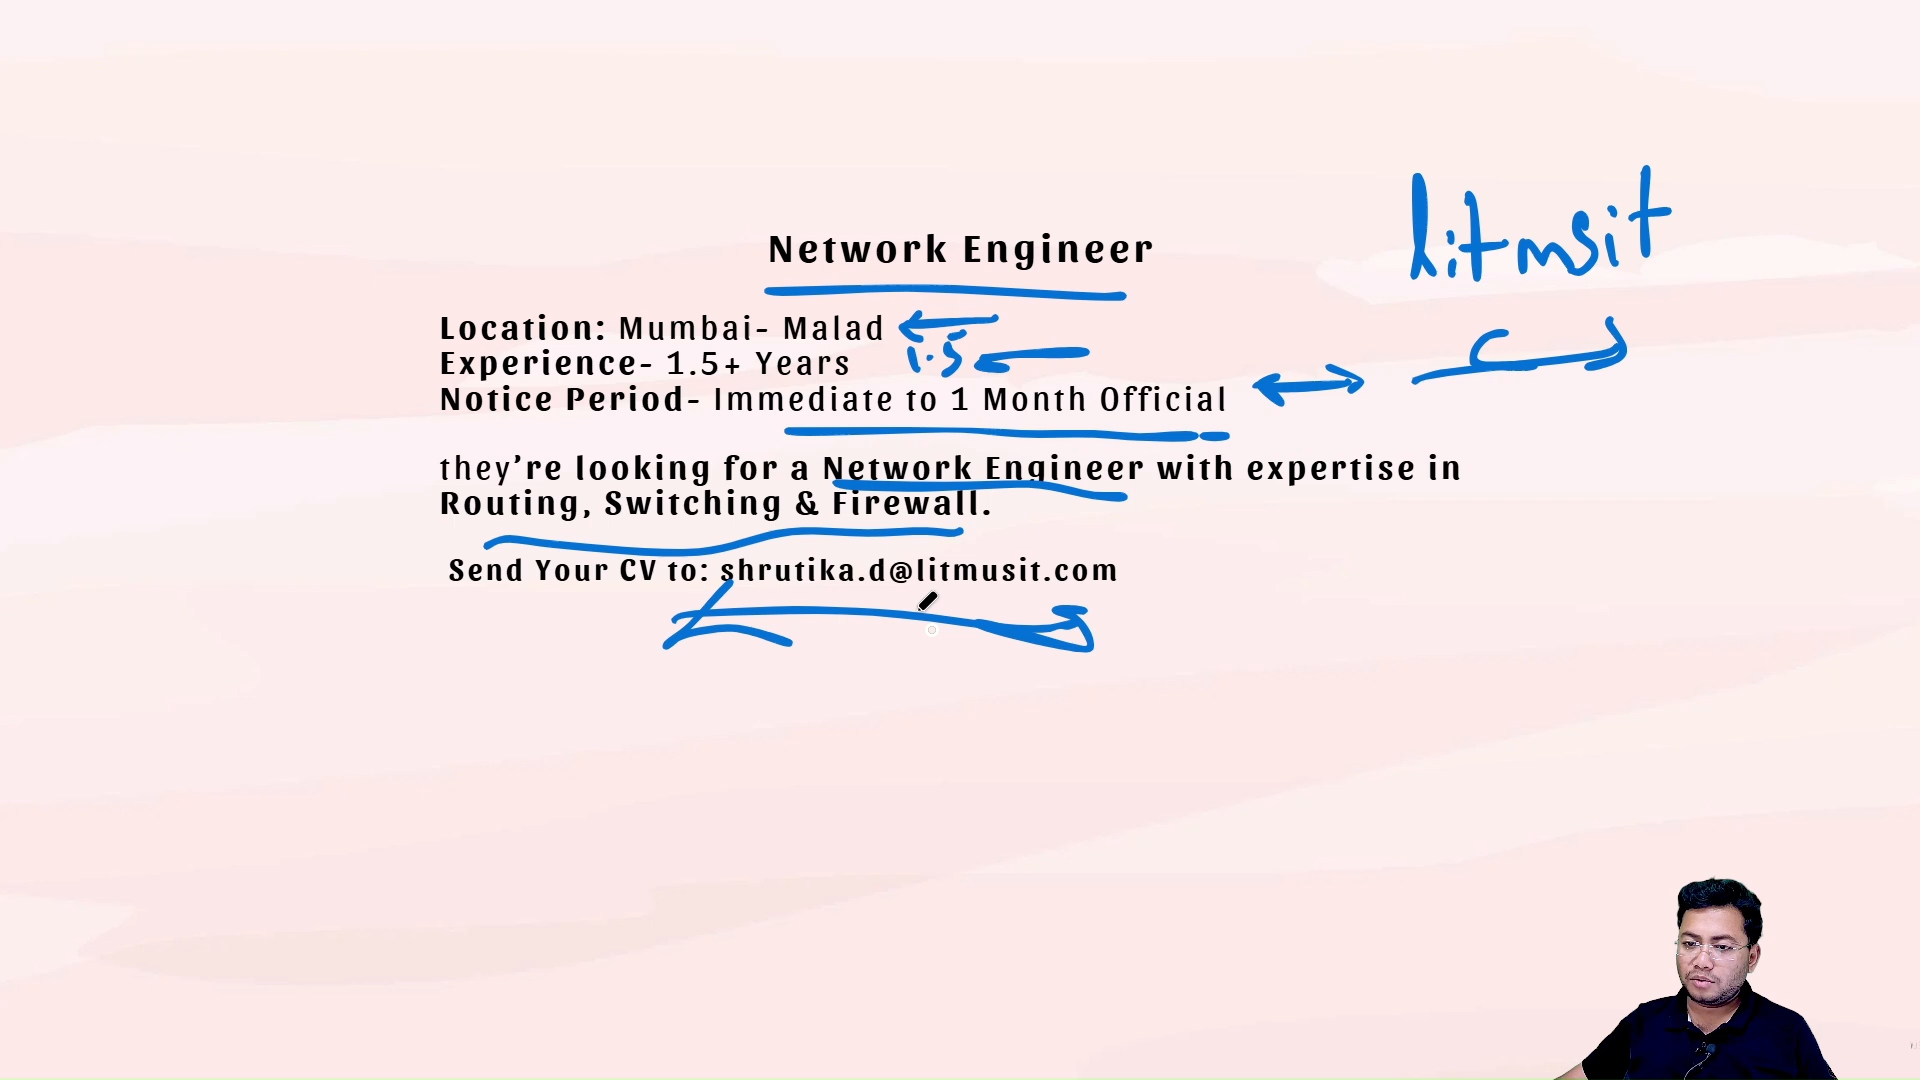 Network Engineer
litmsit
Location: Mumbai- Malad
Experience- 1.5+ Years 1.5
Notice Period- Immediate to 1 Month Official
they're looking for a Network Engineer with expertise in
Routing, Switching & Firewall.
Send Your CV to: shrutika.d@litmusit.com